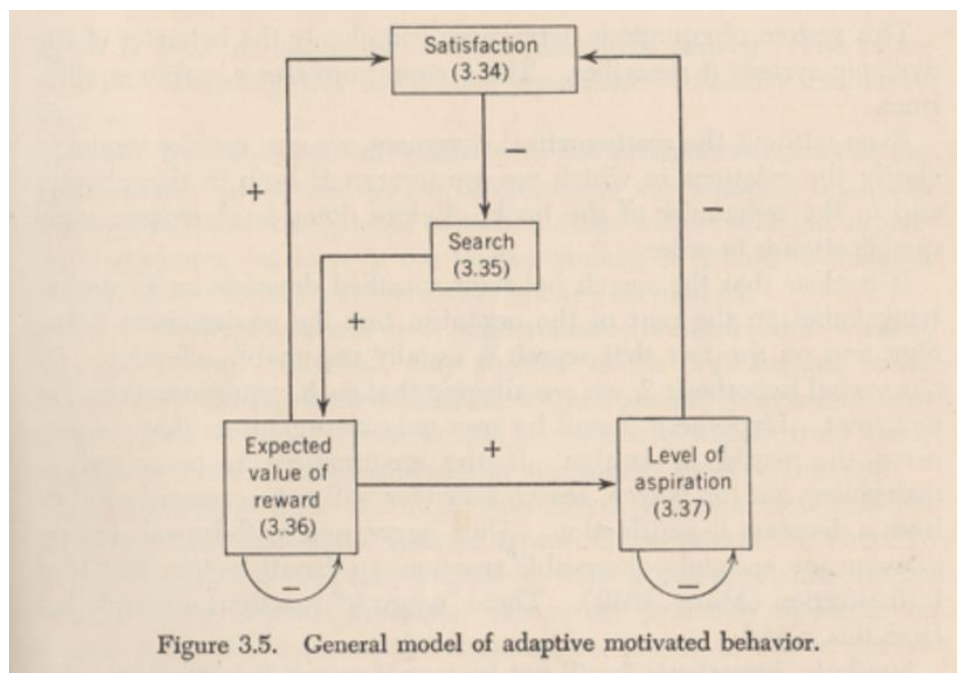 Satisfaction
(3.34)
−
+
−
Search
(3.35)
+
Expected
value of
reward
(3.36)
+
Level of
aspiration
(3.37)
−
−
Figure 3.5. General model of adaptive motivated behavior.